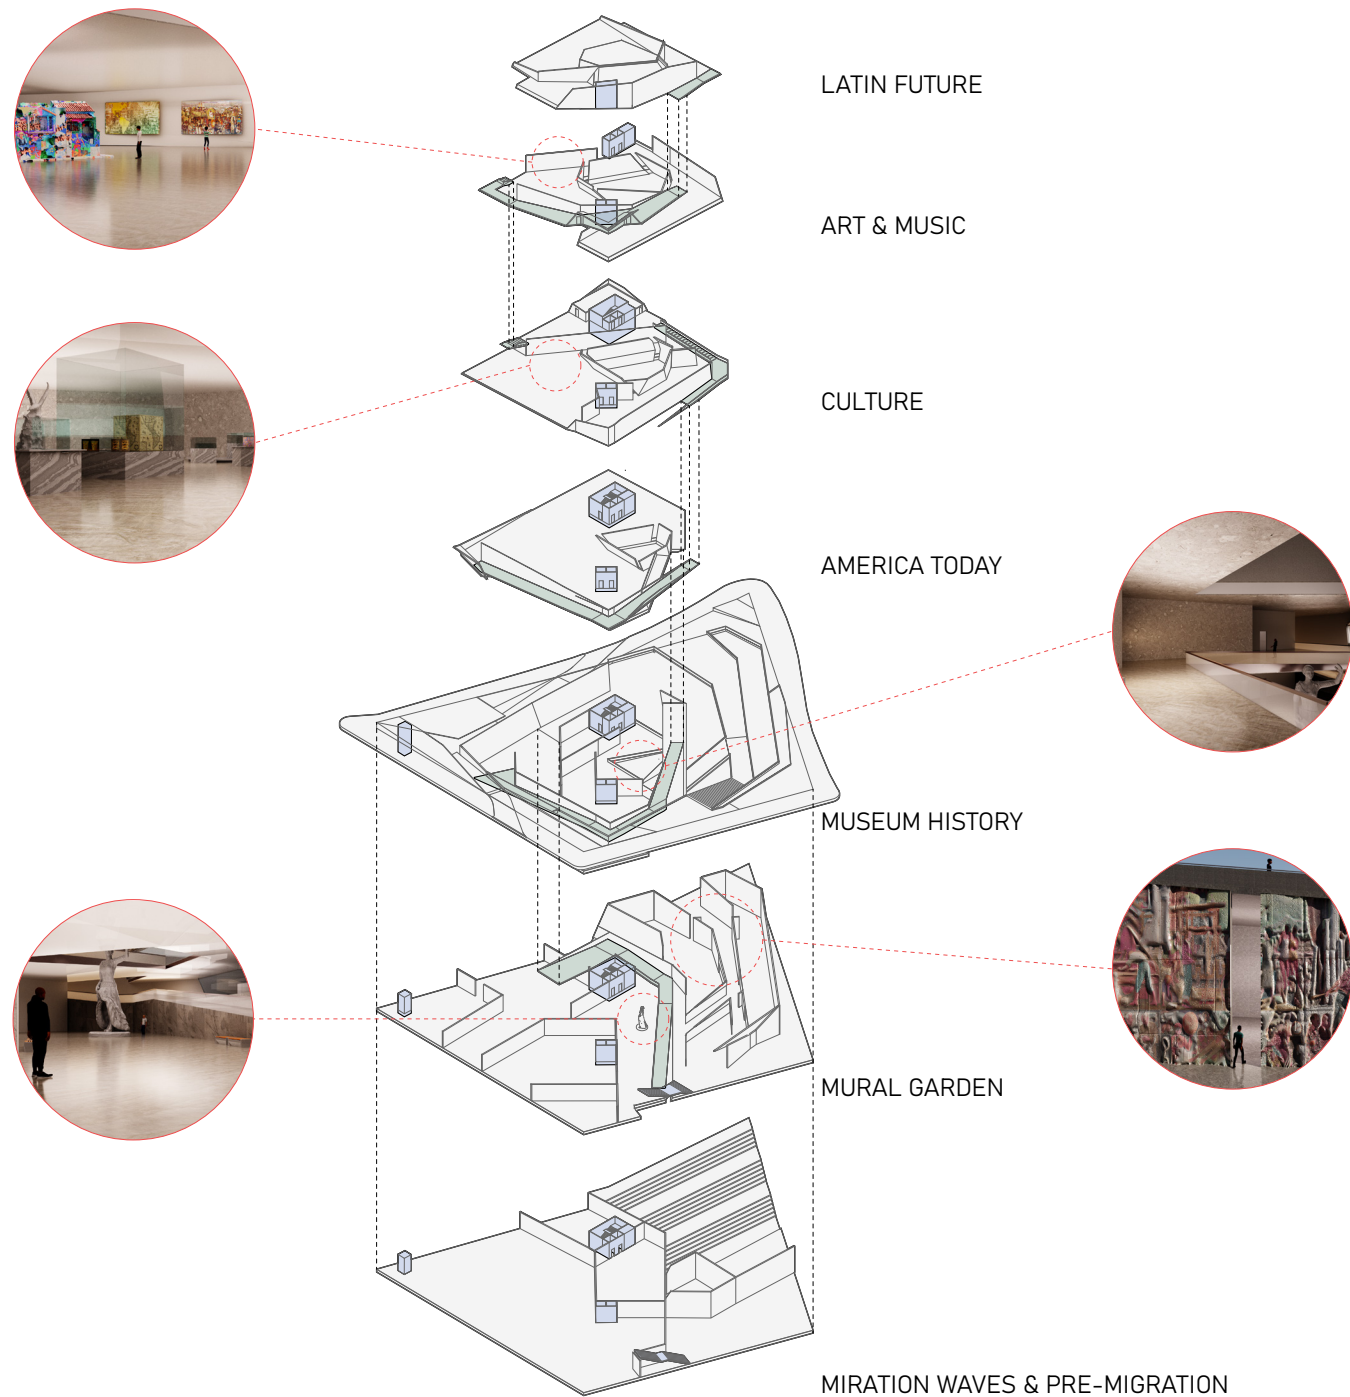 LATIN FUTURE
ART & MUSIC
CULTURE
AMERICA TODAY
MUSEUM HISTORY
MURAL GARDEN
MIRATION WAVES & PRE-MIGRATION